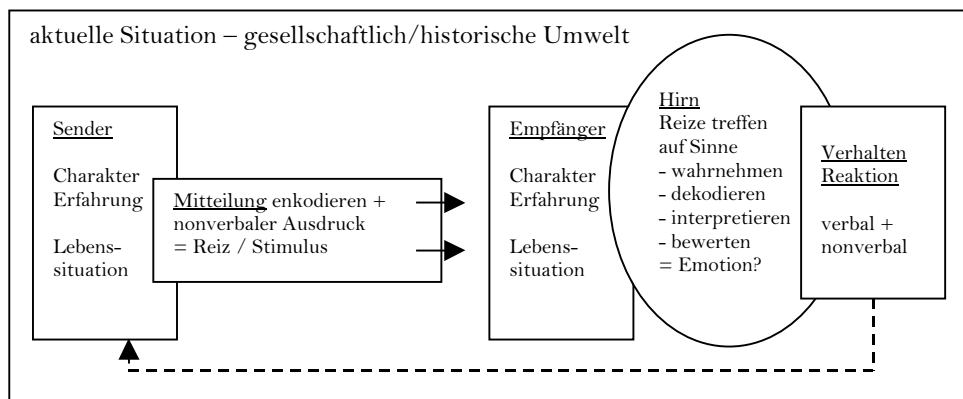 aktuelle Situation – gesellschaftlich/historische Umwelt
Sender
Charakter
Erfahrung
Lebens-
situation
Mitteilung enkodieren +
nonverbaler Ausdruck
= Reiz / Stimulus
Empfänger
Charakter
Erfahrung
Lebens-
situation
Hirn
Reize treffen
auf Sinne
- wahrnehmen
- dekodieren
- interpretieren
- bewerten
= Emotion?
Verhalten
Reaktion
verbal +
nonverbal